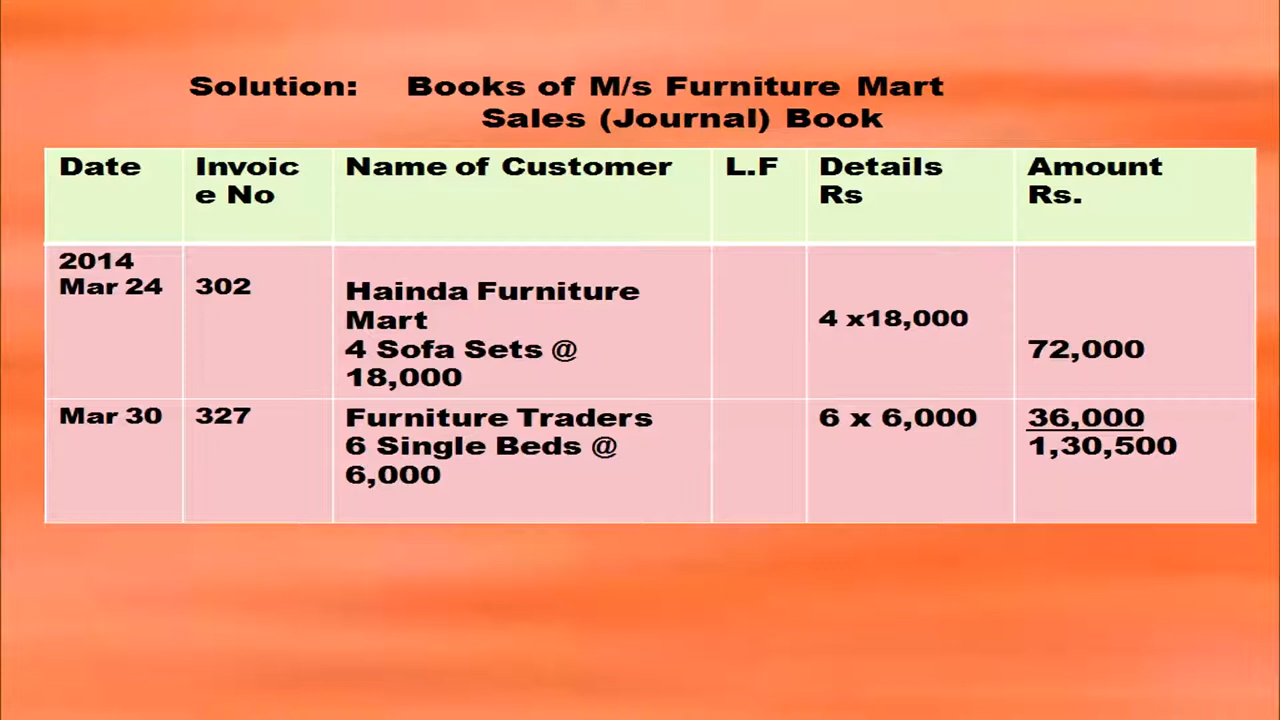 Solution: Books of M/s Furniture Mart
Sales (Journal) Book
Date Invoic Name of Customer L.F Details Amount
e No Rs Rs.
2014
Mar 24 302 Hainda Furniture
Mart 4 x18,000
4 Sofa Sets @ 72,000
18,000
Mar 30 327 Furniture Traders 6 x 6,000 36,000
6 Single Beds @ 1,30,500
6,000